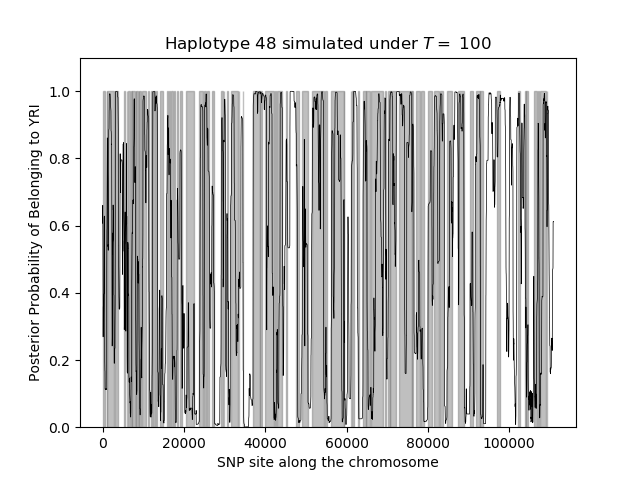 Haplotype 48 simulated under T = 100
Posterior Probability of Belonging to YRI
1.0
0.8
0.6
0.4
0.2
0.0
0 20000 40000 60000 80000 100000
SNP site along the chromosome